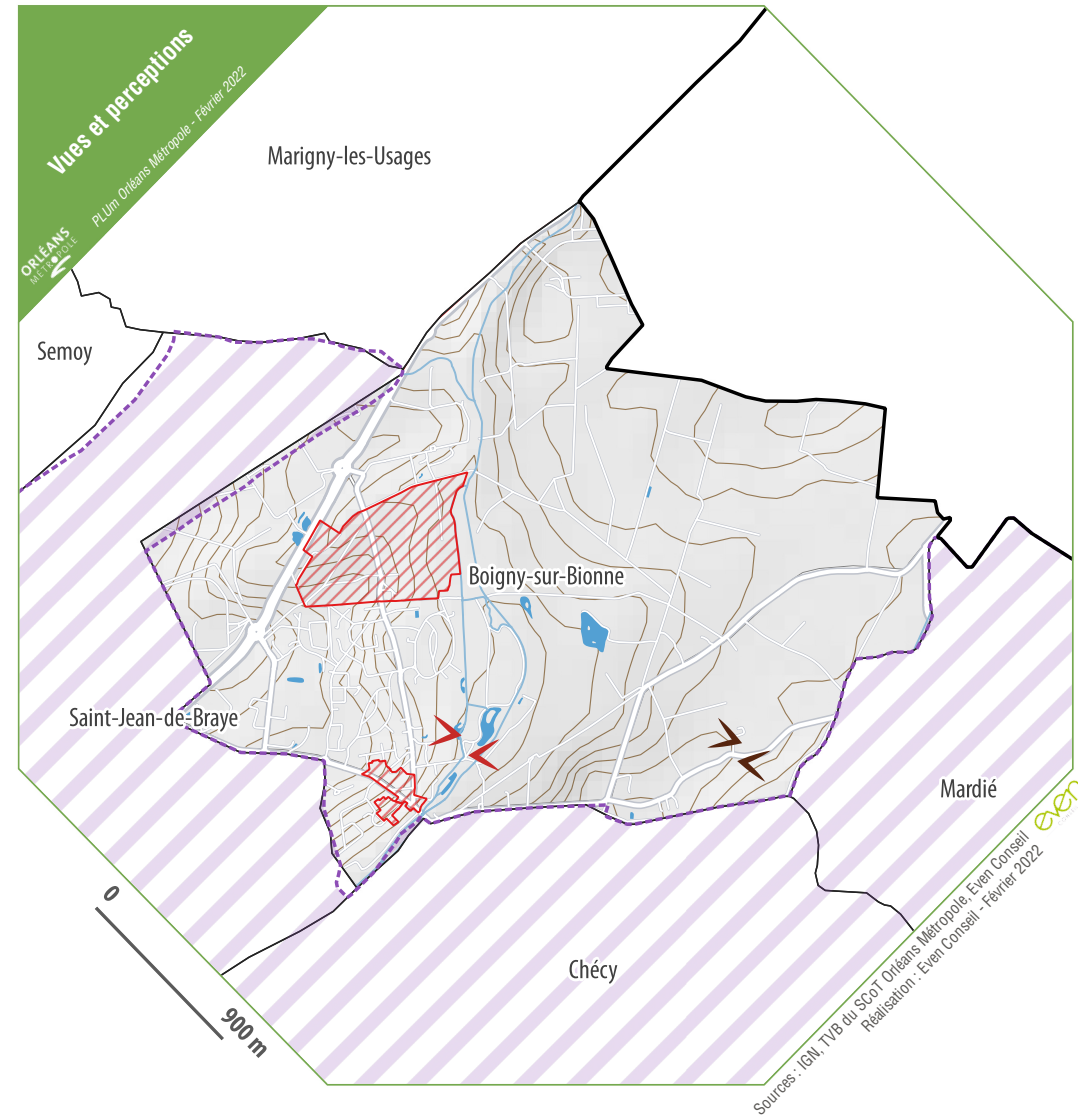 Vues et perceptions
PLUm Orléans Métropole - Février 2022
ORLÉANS
MÉTROPOLE
Marigny-les-Usages
Semoy
Boigny-sur-Bionne
Saint-Jean-de-Braye
Mardié
Chécy
0
900 m
even
Sources : IGN, TVB du SCoT Orléans Métropole, Even Conseil
Réalisation : Even Conseil - Février 2022